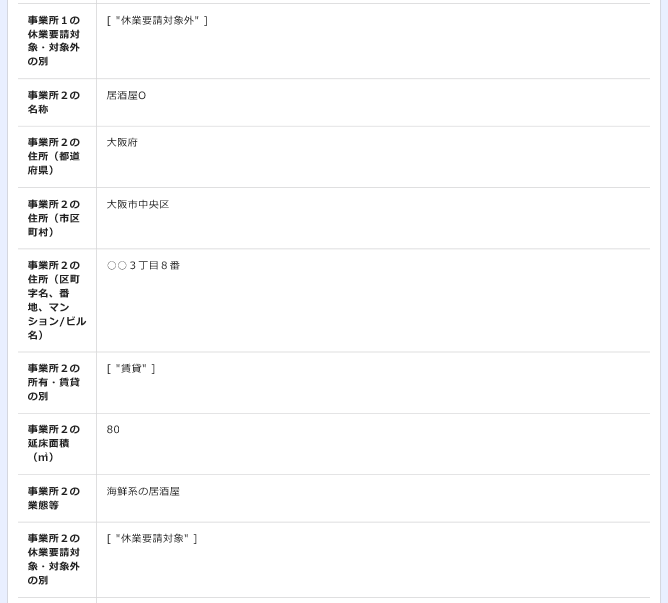 事業所１の
休業要請対
象・対象外
の別
[ "休業要請対象外" ]
事業所２の
名称
居酒屋O
事業所２の
住所（都道
府県）
大阪府
事業所２の
住所（市区
町村）
大阪市中央区
事業所２の
住所（区町
字名、番
地、マン
ション/ビル
名）
○○３丁目８番
事業所２の
所有・賃貸
の別
[ "賃貸" ]
事業所２の
延床面積
（㎡）
80
事業所２の
業態等
海鮮系の居酒屋
事業所２の
休業要請対
象・対象外
の別
[ "休業要請対象" ]